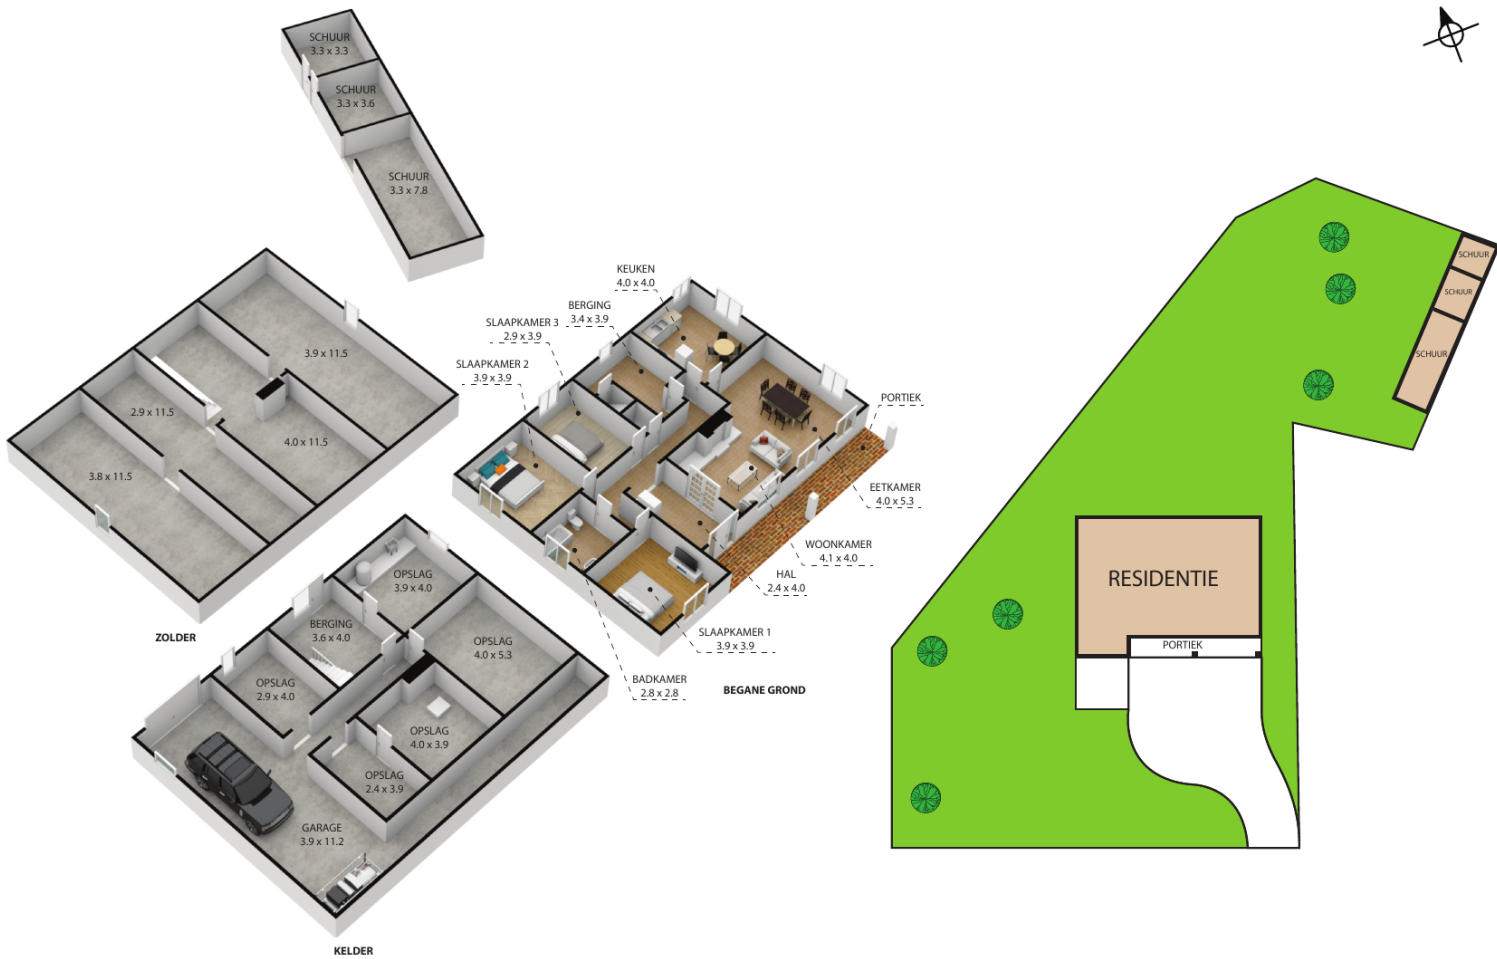 SCHUUR
3.3 x 3.3
SCHUUR
3.3 x 3.6
SCHUUR
3.3 x 7.8
3.9 x 11.5
2.9 x 11.5
4.0 x 11.5
3.8 x 11.5
ZOLDER
KEUKEN
4.0 x 4.0
BERGING
3.4 x 3.9
SLAAPKAMER 3
2.9 x 3.9
SLAAPKAMER 2
3.9 x 3.9
PORTIEK
EETKAMER
4.0 x 5.3
WOONKAMER
4.1 x 4.0
HAL
2.4 x 4.0
SLAAPKAMER 1
3.9 x 3.9
BADKAMER
2.8 x 2.8
BEGANE GROND
OPSLAG
3.9 x 4.0
BERGING
3.6 x 4.0
OPSLAG
4.0 x 5.3
OPSLAG
2.9 x 4.0
OPSLAG
4.0 x 3.9
OPSLAG
2.4 x 3.9
GARAGE
3.9 x 11.2
KELDER
SCHUUR
SCHUUR
SCHUUR
RESIDENTIE
PORTIEK